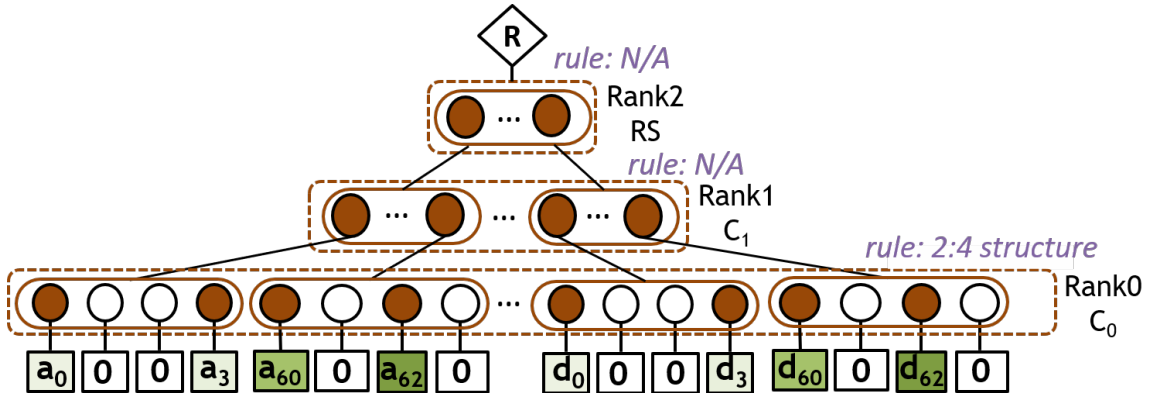 R
rule: N/A
Rank2
RS
...
rule: N/A
Rank1
C1
... ... ...
rule: 2:4 structure
Rank0
C0
...
a0 0 0 a3 a60 0 a62 0 d0 0 0 d3 d60 0 d62 0